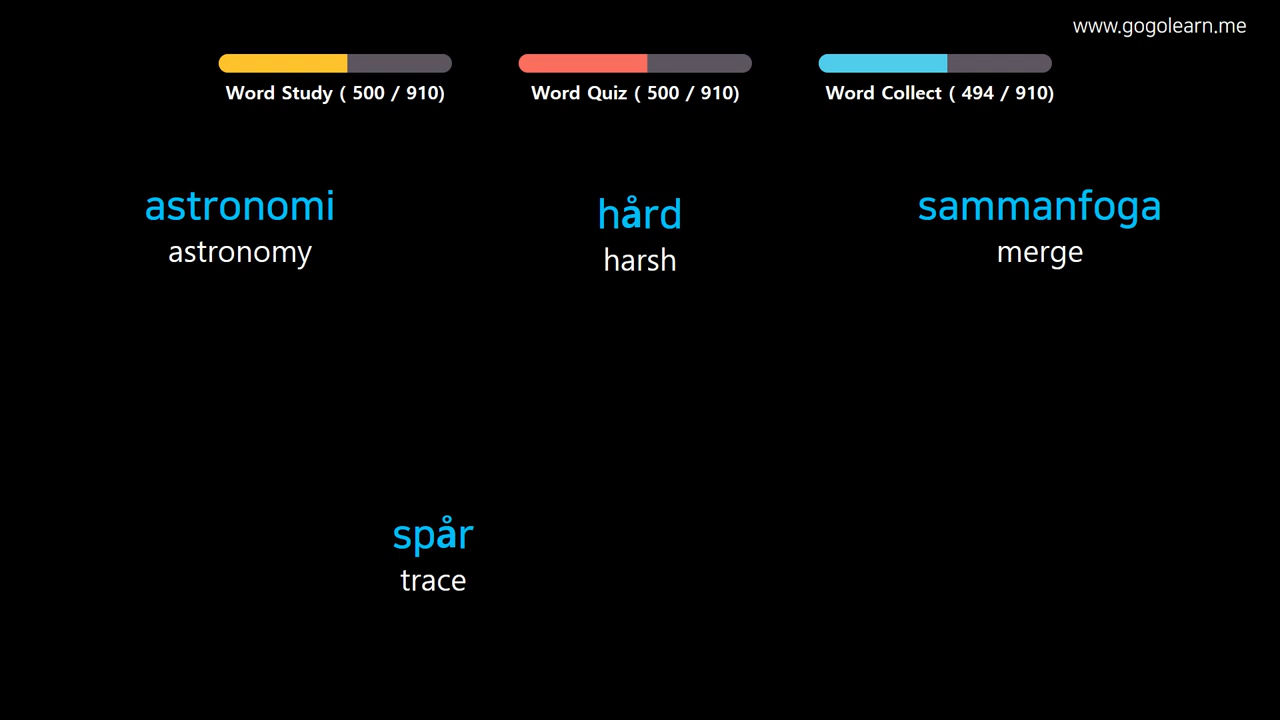 www.gogolearn.me
Word Study ( 500 / 910)
Word Quiz ( 500 / 910)
Word Collect ( 494 / 910)
astronomi
astronomy
hård
harsh
sammanfoga
merge
spår
trace